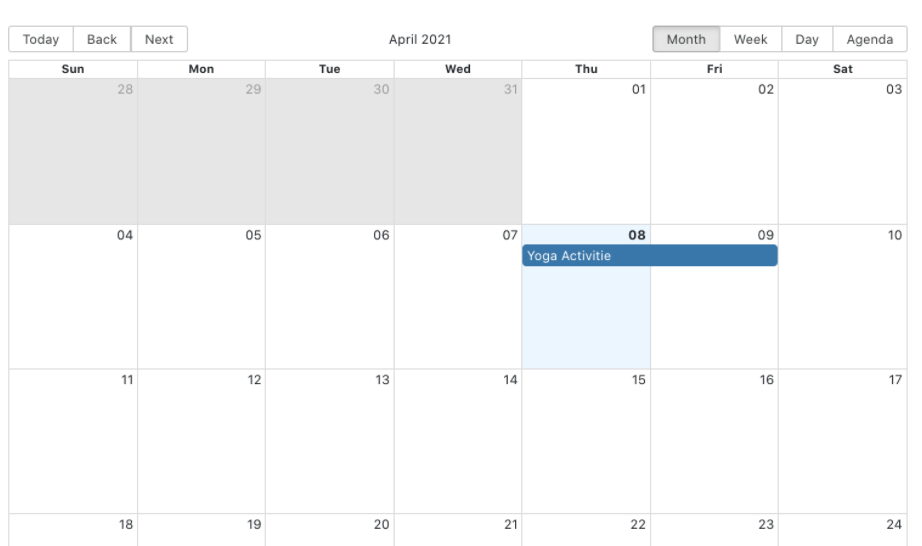 Today Back Next April 2021 Month Week Day Agenda
Sun Mon Tue Wed Thu Fri Sat
28 29 30 31 01 02 03
04 05 06 07 08 09 10
Yoga Activitie
11 12 13 14 15 16 17
18 19 20 21 22 23 24